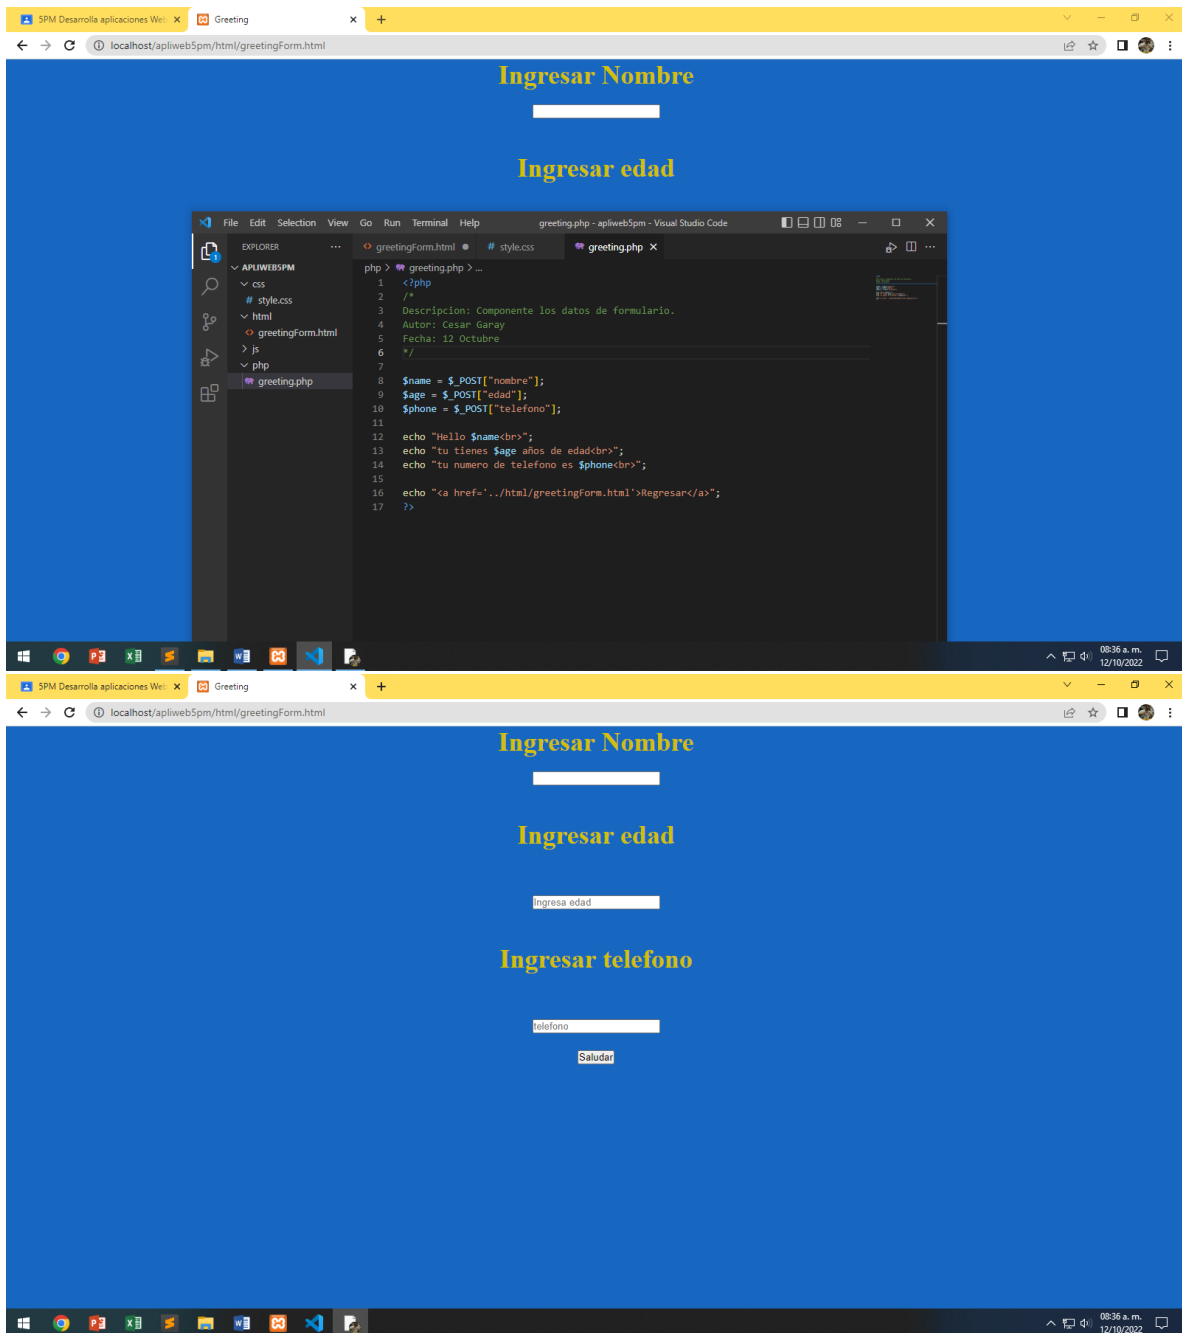 5PM Desarrolla aplicaciones Web
Greeting
localhost/apliweb5pm/html/greetingForm.html
Ingresar Nombre
Ingresar edad
File Edit Selection View Go Run Terminal Help
greeting.php - apliweb5pm - Visual Studio Code
EXPLORER
greetingForm.html
# style.css
greeting.php
APLIWEB5PM
php > greeting.php > ...
css
# style.css
html
greetingForm.html
js
php
greeting.php
1
1 <?php
2 /*
3 Descripcion: Componente los datos de formulario.
4 Autor: Cesar Garay
5 Fecha: 12 Octubre
6 */
7
8 $name = $_POST["nombre"];
9 $age = $_POST["edad"];
10 $phone = $_POST["telefono"];
11
12 echo "Hello $name<br>";
13 echo "tu tienes $age años de edad<br>";
14 echo "tu numero de telefono es $phone<br>";
15
16 echo "<a href='../html/greetingForm.html'>Regresar</a>";
17 ?>
08:36 a. m.
12/10/2022
5PM Desarrolla aplicaciones Web
Greeting
localhost/apliweb5pm/html/greetingForm.html
Ingresar Nombre
Ingresar edad
Ingresa edad
Ingresar telefono
telefono
Saludar
08:36 a. m.
12/10/2022